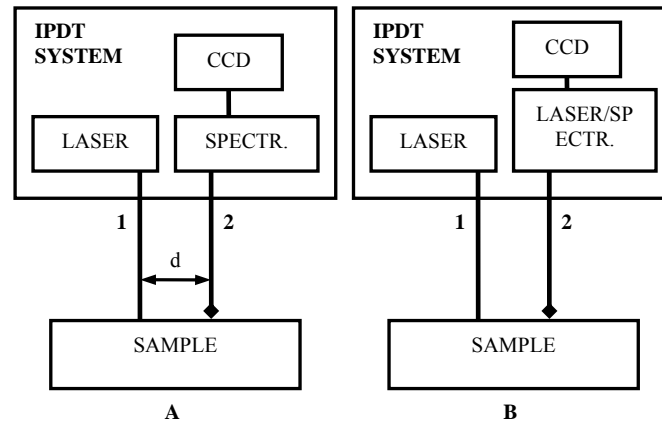 IPDT
SYSTEM
CCD
LASER
SPECTR.
1
2
d
SAMPLE
A
IPDT
SYSTEM
CCD
LASER
LASER/SP
ECTR.
1
2
SAMPLE
B